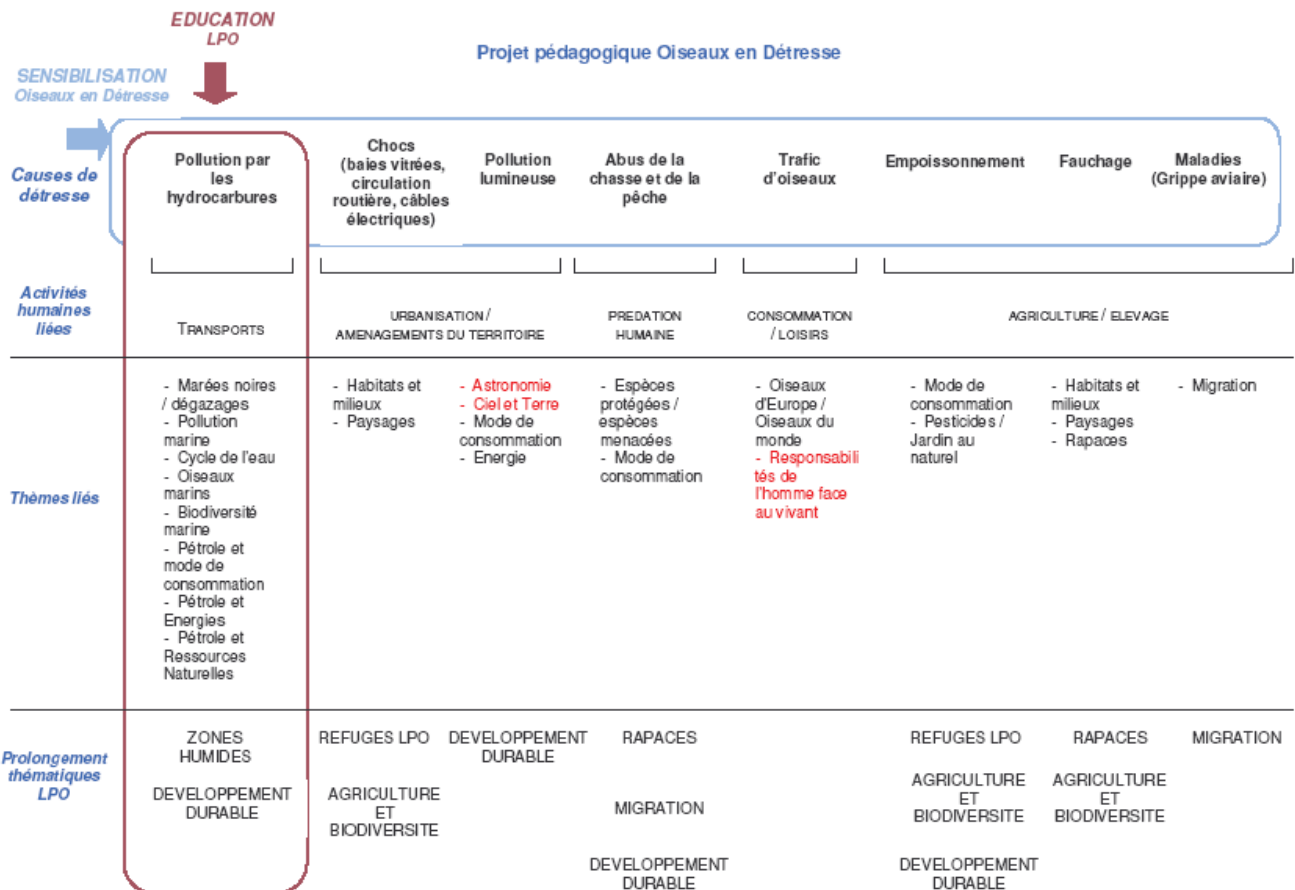 EDUCATION
LPO
Projet pédagogique Oiseaux en Détresse
SENSIBILISATION
Oiseaux en Détresse
Causes de
détresse
Pollution par
les
hydrocarbures
Chocs
(baies vitrées,
circulation
routière, câbles
électriques)
Pollution
lumineuse
Abus de la
chasse et de la
pêche
Trafic
d'oiseaux
Empoissonnement
Fauchage
Maladies
(Grippe aviaire)
Activités
humaines
liées
TRANSPORTS
URBANISATION /
AMENAGEMENTS DU TERRITOIRE
PREDATION
HUMAINE
CONSOMMATION
/ LOISIRS
AGRICULTURE / ELEVAGE
Thèmes liés
- Marées noires
/ dégazages
- Pollution
marine
- Cycle de l'eau
- Oiseaux
marins
- Biodiversité
marine
- Pétrole et
mode de
consommation
- Pétrole et
Energies
- Pétrole et
Ressources
Naturelles
- Habitats et
milieux
- Paysages
- Astronomie
- Ciel et Terre
- Mode de
consommation
- Energie
- Espèces
protégées /
espèces
menacées
- Mode de
consommation
- Oiseaux
d'Europe /
Oiseaux du
monde
- Responsabili
tés de
l'homme face
au vivant
- Mode de
consommation
- Pesticides /
Jardin au
naturel
- Habitats et
milieux
- Paysages
- Rapaces
- Migration
Prolongement
thématiques
LPO
ZONES
HUMIDES
DEVELOPPEMENT
DURABLE
REFUGES LPO
AGRICULTURE
ET
BIODIVERSITE
DEVELOPPEMENT
DURABLE
RAPACES
MIGRATION
DEVELOPPEMENT
DURABLE
REFUGES LPO
AGRICULTURE
ET
BIODIVERSITE
DEVELOPPEMENT
DURABLE
RAPACES
AGRICULTURE
ET
BIODIVERSITE
MIGRATION